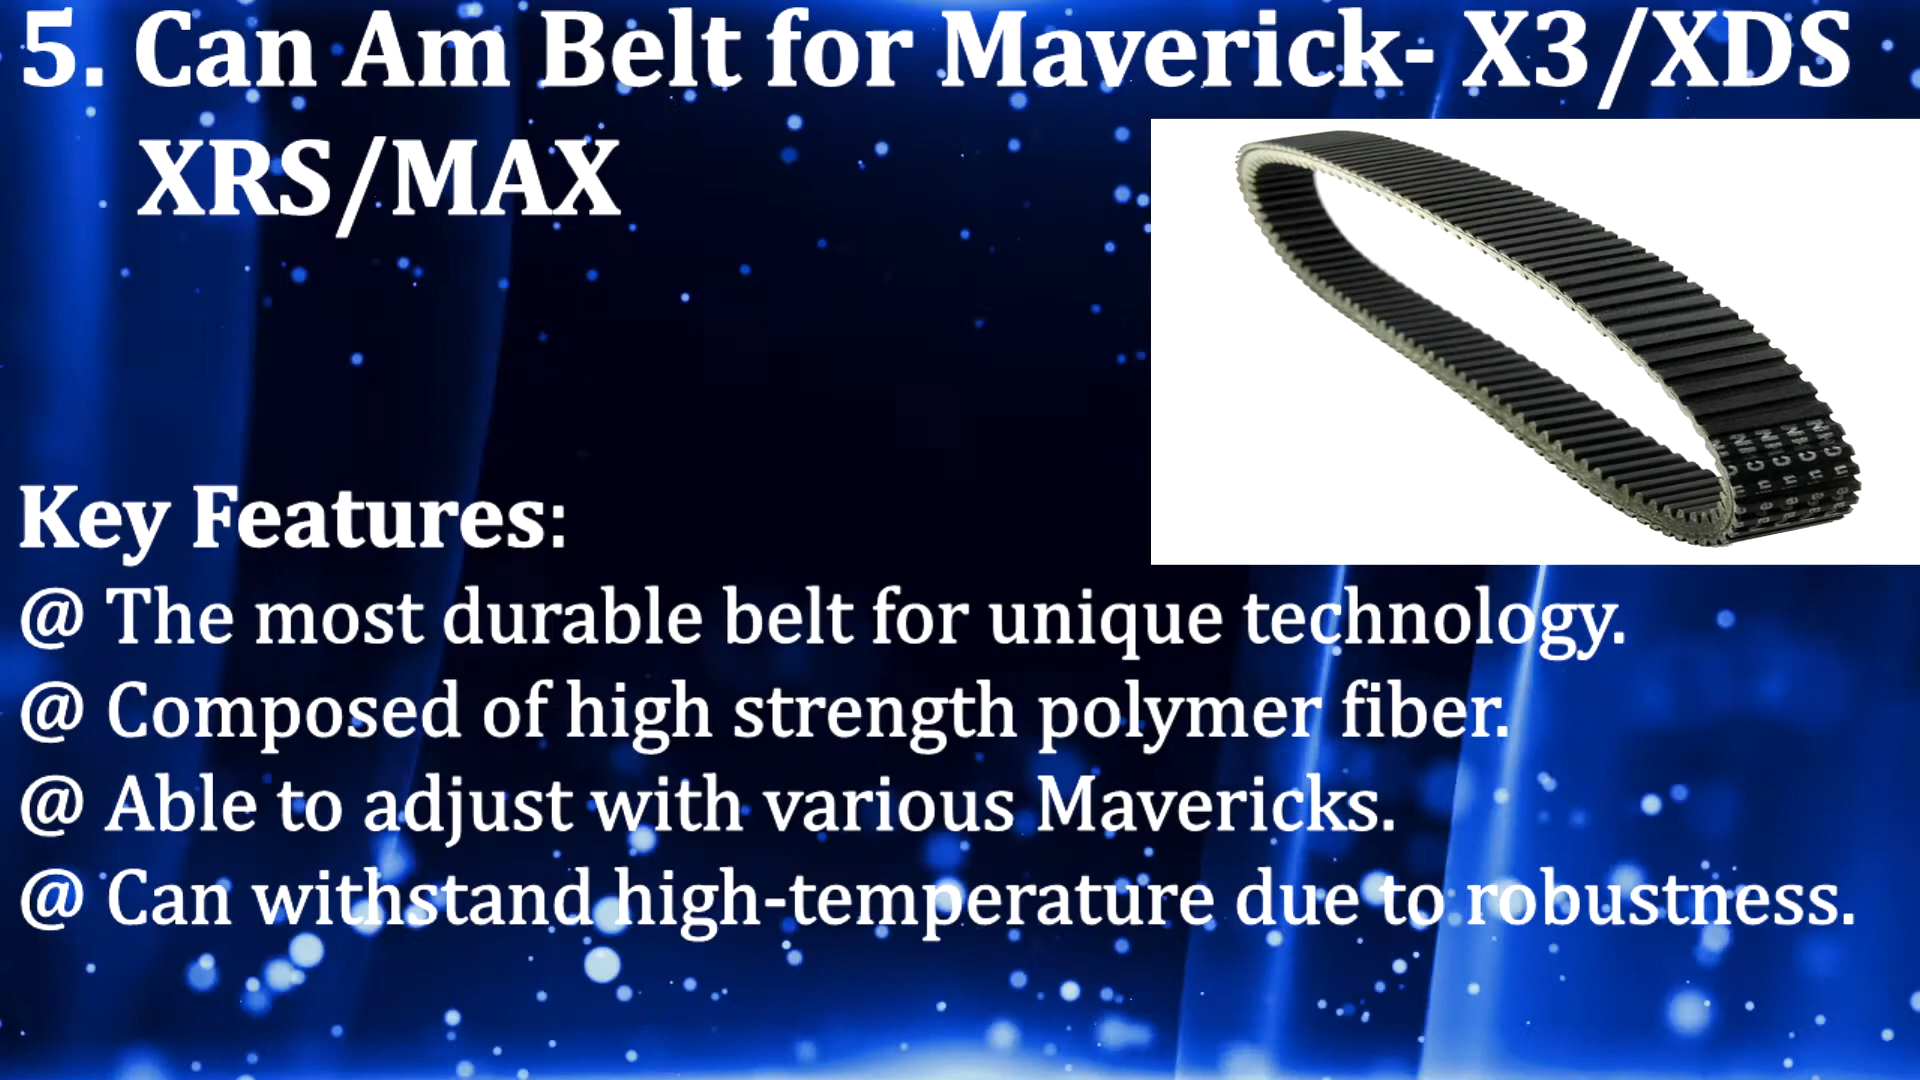 5. Can Am Belt for Maverick- X3/XDS
XRS/MAX
Key Features:
@ The most durable belt for unique technology.
@ Composed of high strength polymer fiber.
@ Able to adjust with various Mavericks.
@ Can withstand high-temperature due to robustness.